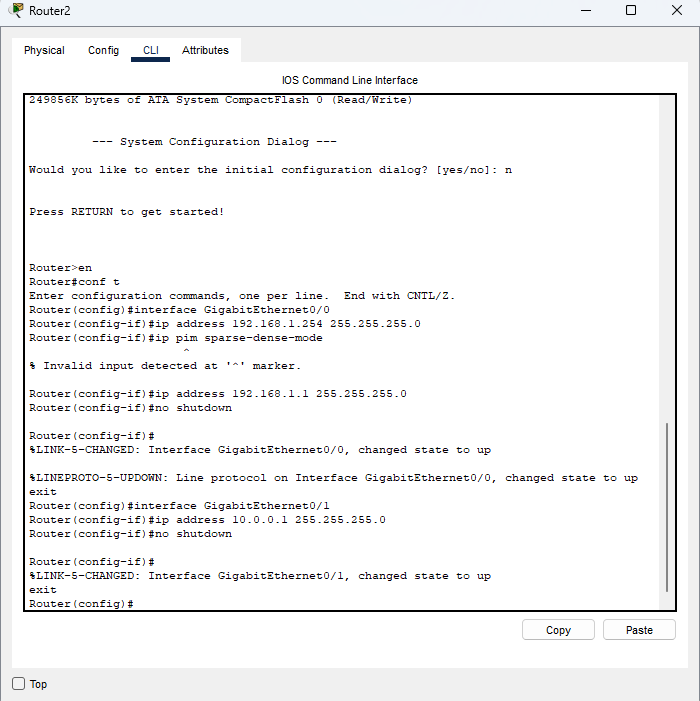 Router2
Physical Config CLI Attributes
IOS Command Line Interface
249856K bytes of ATA System CompactFlash 0 (Read/Write)
--- System Configuration Dialog ---
Would you like to enter the initial configuration dialog? [yes/no]: n
Press RETURN to get started!
Router>en
Router#conf t
Enter configuration commands, one per line.  End with CNTL/Z.
Router(config)#interface GigabitEthernet0/0
Router(config-if)#ip address 192.168.1.254 255.255.255.0
Router(config-if)#ip pim sparse-dense-mode
^
% Invalid input detected at '^' marker.
Router(config-if)#ip address 192.168.1.1 255.255.255.0
Router(config-if)#no shutdown
Router(config-if)#
%LINK-5-CHANGED: Interface GigabitEthernet0/0, changed state to up
%LINEPROTO-5-UPDOWN: Line protocol on Interface GigabitEthernet0/0, changed state to up
exit
Router(config)#interface GigabitEthernet0/1
Router(config-if)#ip address 10.0.0.1 255.255.255.0
Router(config-if)#no shutdown
Router(config-if)#
%LINK-5-CHANGED: Interface GigabitEthernet0/1, changed state to up
exit
Router(config)#
Copy Paste
Top